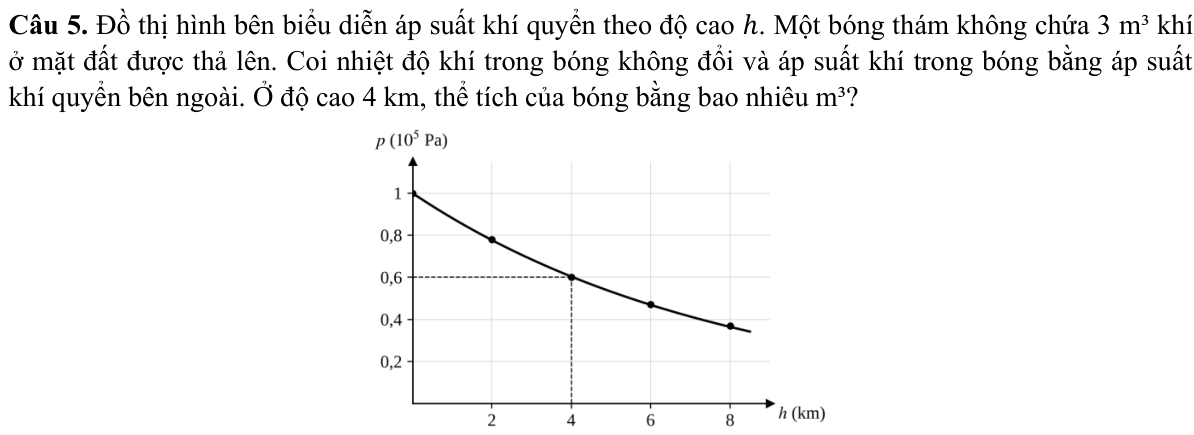 Câu 5. Đồ thị hình bên biểu diễn áp suất khí quyển theo độ cao h. Một bóng thám không chứa 3 m³ khí
ở mặt đất được thả lên. Coi nhiệt độ khí trong bóng không đổi và áp suất khí trong bóng bằng áp suất
khí quyển bên ngoài. Ở độ cao 4 km, thể tích của bóng bằng bao nhiêu m³?
p (10⁵ Pa)
1
0,8
0,6
0,4
0,2
2 4 6 8 h (km)